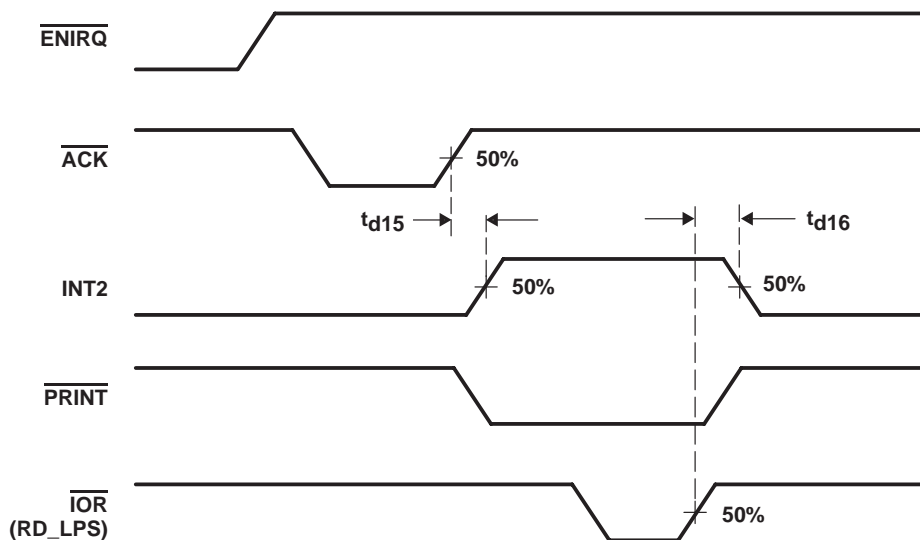 ENIRQ
ACK
50%
td15
td16
INT2
50%
50%
PRINT
IOR
(RD_LPS)
50%